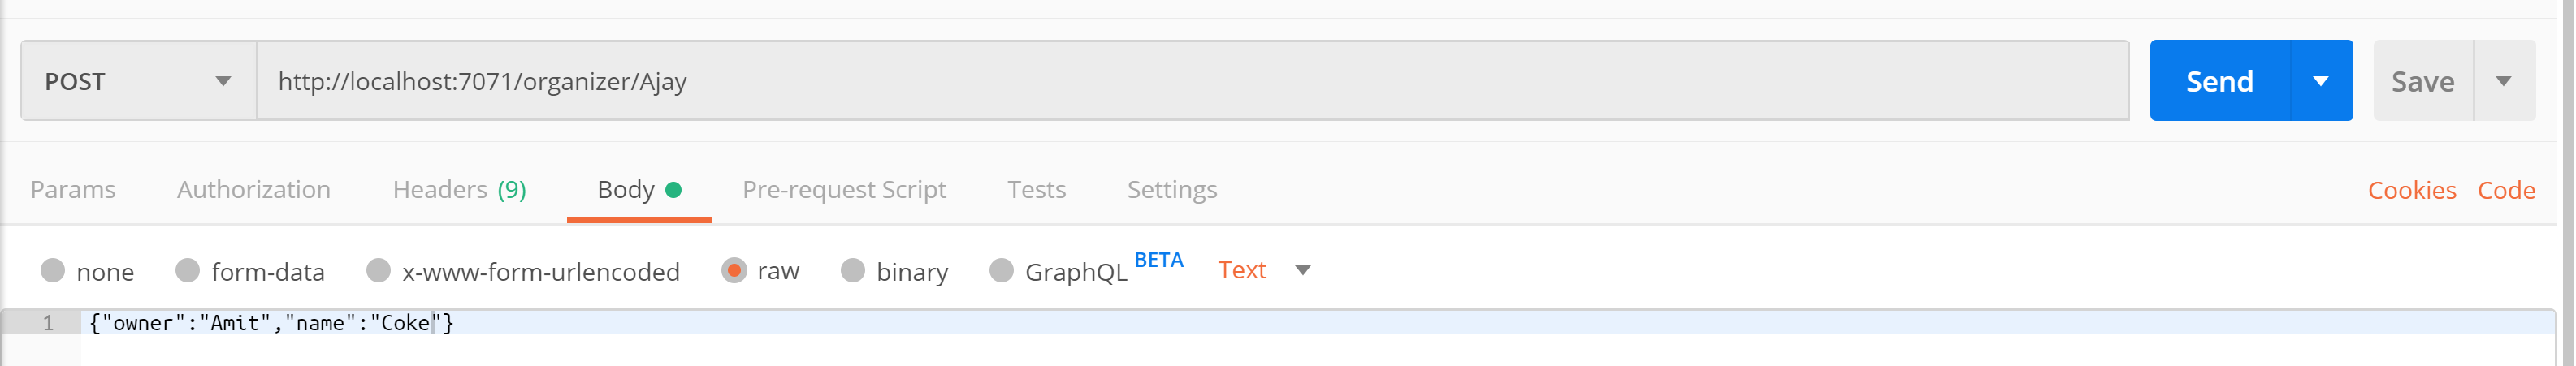 POST http://localhost:7071/organizer/Ajay Send Save
Params Authorization Headers (9) Body Pre-request Script Tests Settings Cookies Code
none form-data x-www-form-urlencoded raw binary GraphQL BETA Text
1 {"owner":"Amit","name":"Coke"}